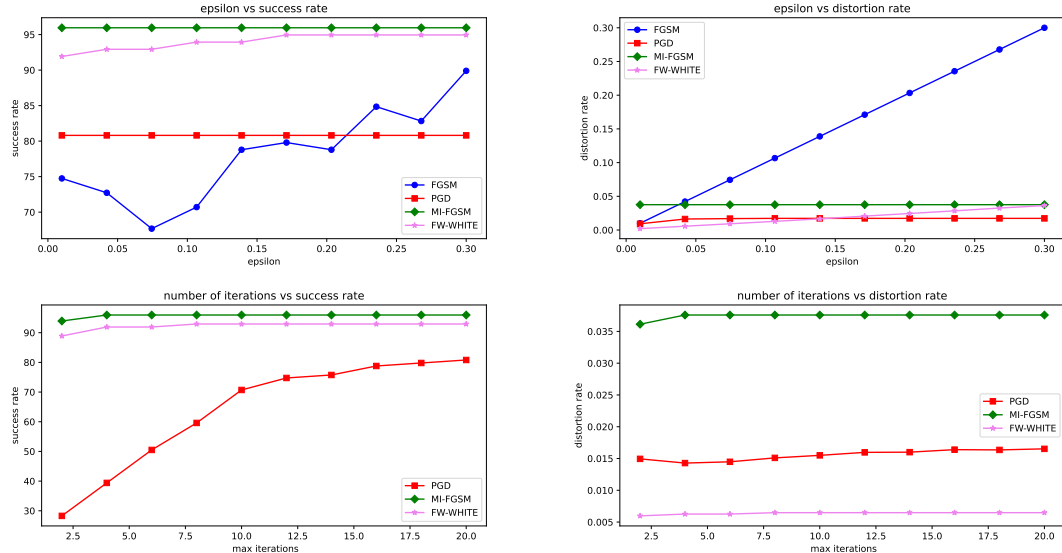 epsilon vs success rate
success rate
95
90
85
80
75
70
0.00
0.05
0.10
0.15
0.20
0.25
0.30
epsilon
FGSM
PGD
MI-FGSM
FW-WHITE
epsilon vs distortion rate
distortion rate
0.30
0.25
0.20
0.15
0.10
0.05
0.00
0.00
0.05
0.10
0.15
0.20
0.25
0.30
epsilon
FGSM
PGD
MI-FGSM
FW-WHITE
number of iterations vs success rate
success rate
90
80
70
60
50
40
30
2.5
5.0
7.5
10.0
12.5
15.0
17.5
20.0
max iterations
PGD
MI-FGSM
FW-WHITE
number of iterations vs distortion rate
distortion rate
0.035
0.030
0.025
0.020
0.015
0.010
0.005
2.5
5.0
7.5
10.0
12.5
15.0
17.5
20.0
max iterations
PGD
MI-FGSM
FW-WHITE